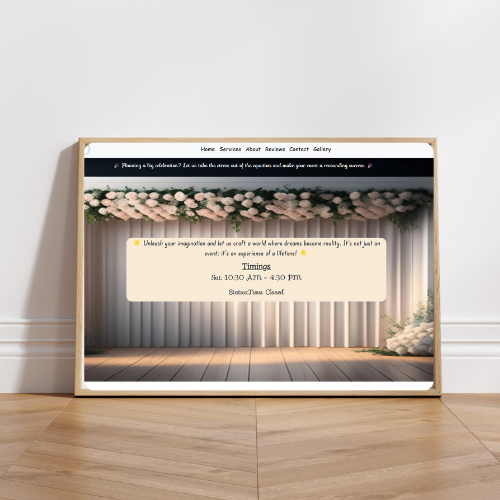 Home Services About Reviews Contact Gallery
🎉 Planning a big celebration? Let us take the stress out of the equation and make your event a resounding success. 🎉
🌟 Unleash your imagination and let us craft a world where dreams become reality. It's not just an
event; it's an experience of a lifetime! 🌟
Timings
Sat: 10:30 AM - 4:30 PM
Status:Now Closed